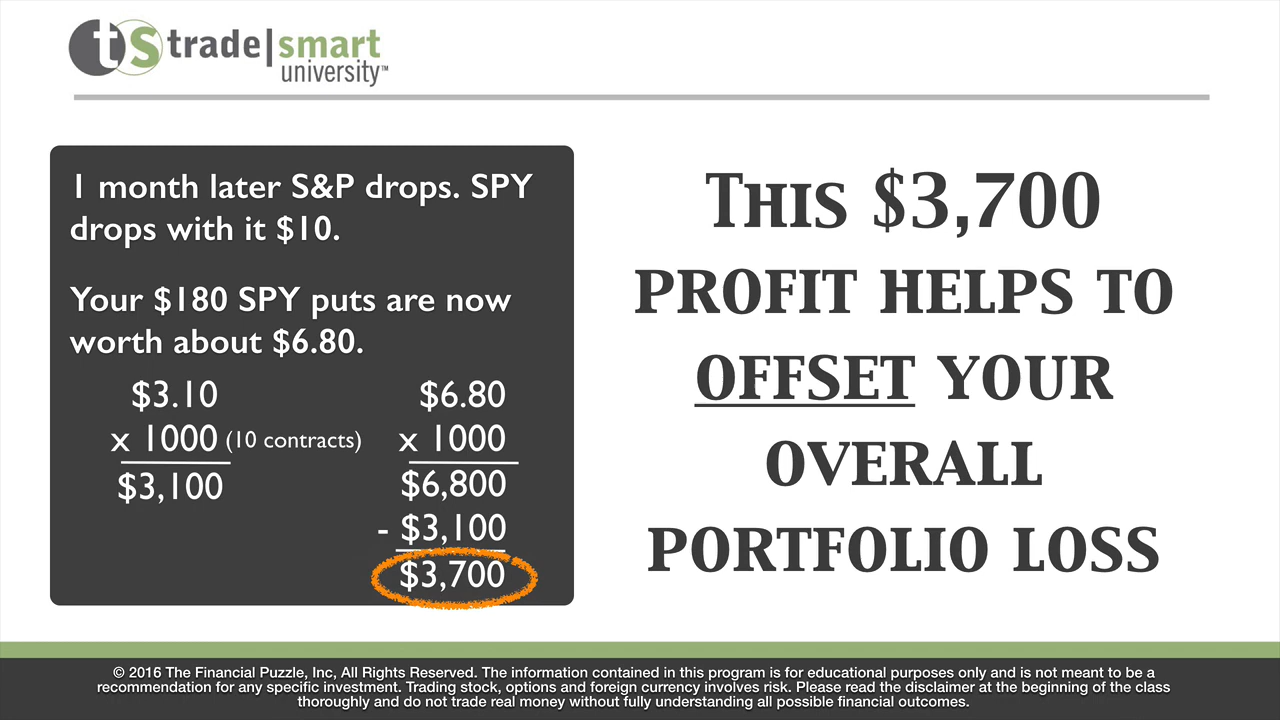 ts trade|smart
university™
1 month later S&P drops. SPY
drops with it $10.
Your $180 SPY puts are now
worth about $6.80.
$3.10
x 1000 (10 contracts)
$3,100
$6.80
x 1000
$6,800
- $3,100
$3,700
THIS $3,700
PROFIT HELPS TO
OFFSET YOUR
OVERALL
PORTFOLIO LOSS
© 2016 The Financial Puzzle, Inc, All Rights Reserved. The information contained in this program is for educational purposes only and is not meant to be a
recommendation for any specific investment. Trading stock, options and foreign currency involves risk. Please read the disclaimer at the beginning of the class
thoroughly and do not trade real money without fully understanding all possible financial outcomes.